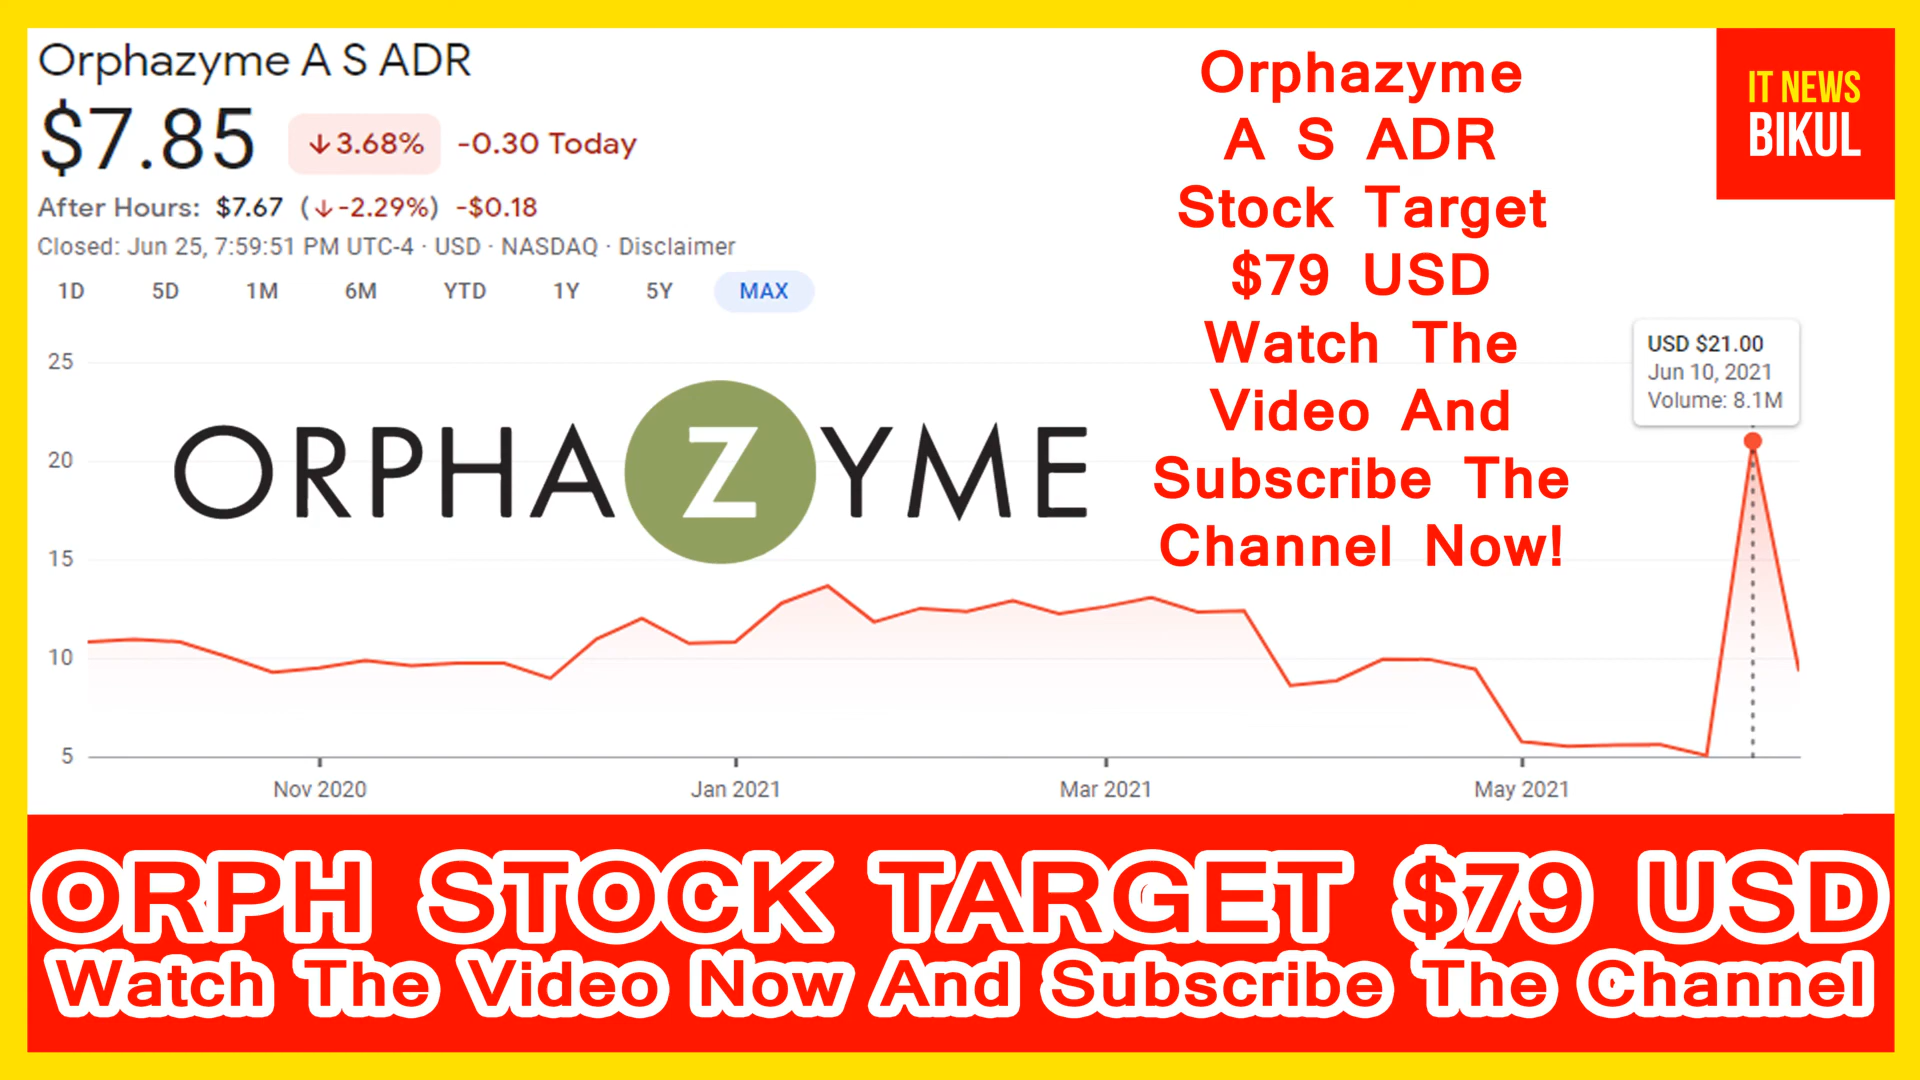 Orphazyme A S ADR
$7.85 ↓3.68% -0.30 Today
After Hours: $7.67 (↓-2.29%) -$0.18
Closed: Jun 25, 7:59:51 PM UTC-4 · USD · NASDAQ · Disclaimer
1D 5D 1M 6M YTD 1Y 5Y MAX
Orphazyme
A S ADR
Stock Target
$79 USD
Watch The
Video And
Subscribe The
Channel Now!
IT NEWS
BIKUL
USD $21.00
Jun 10, 2021
Volume: 8.1M
25
20
15
10
5
ORPHAZYME
Nov 2020 Jan 2021 Mar 2021 May 2021
ORPH STOCK TARGET $79 USD
Watch The Video Now And Subscribe The Channel